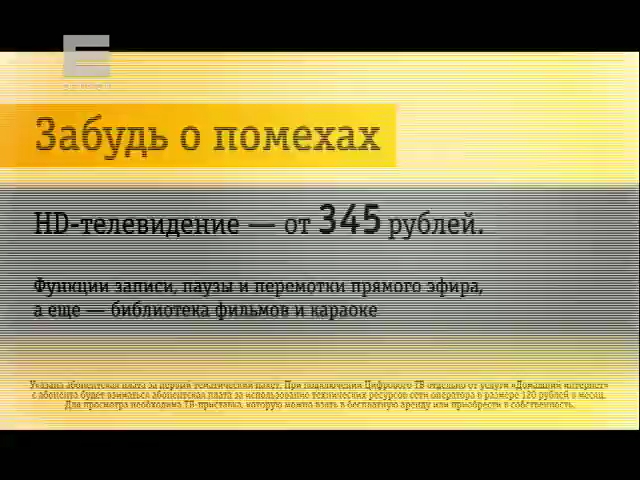 Забудь о помехах
HD-телевидение — от 345 рублей.
Функции записи, паузы и перемотки прямого эфира,
а еще — библиотека фильмов и караоке
Указана абонентская плата за первый тематический пакет. При подключении Цифрового ТВ отдельно от услуги «Домашний интернет»
с абонента будет взиматься абонентская плата за использование технических ресурсов сети оператора в размере 120 рублей в месяц.
Для просмотра необходима ТВ-приставка, которую можно взять в бесплатную аренду или приобрести в собственность.